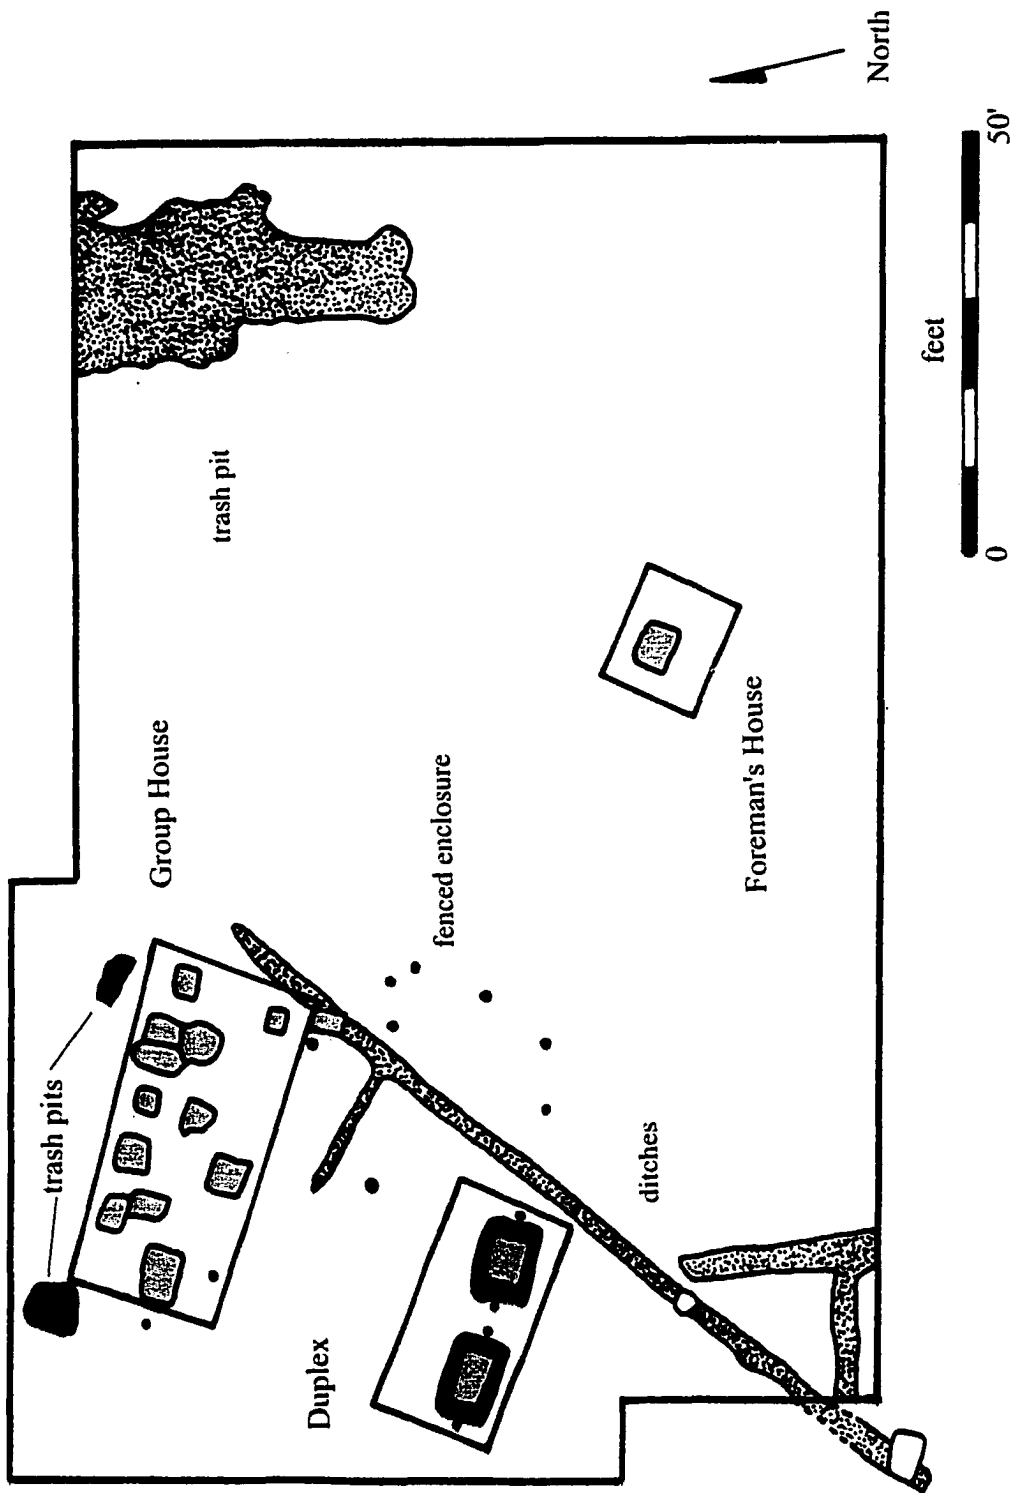 trash pits
Group House
trash pit
Duplex
fenced enclosure
ditches
Foreman's House
North
feet
0
50'